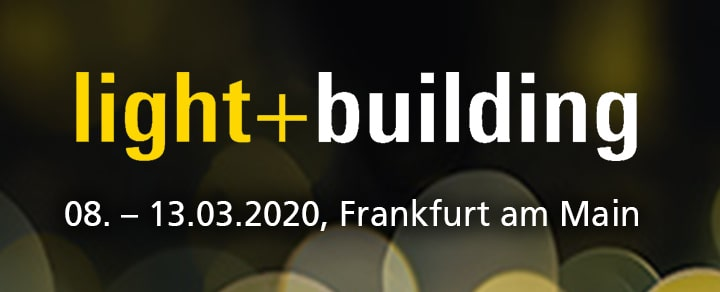 light+building
08. – 13.03.2020, Frankfurt am Main